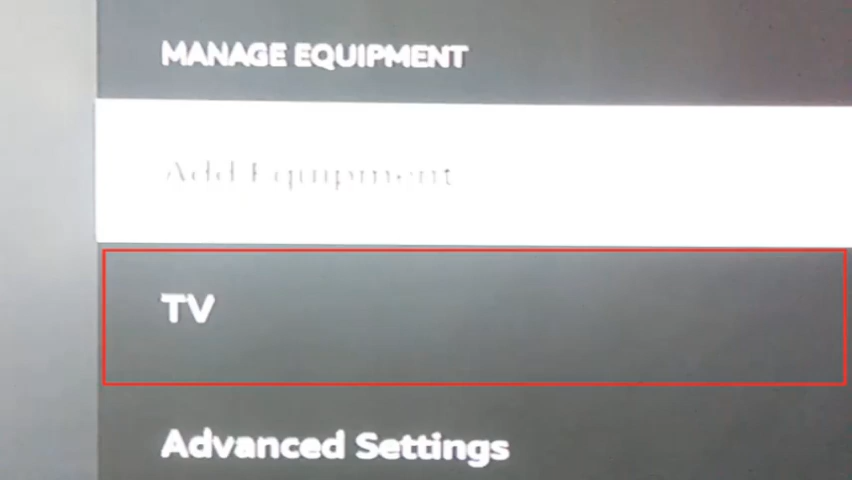 MANAGE EQUIPMENT
Add Equipment
TV
Advanced Settings